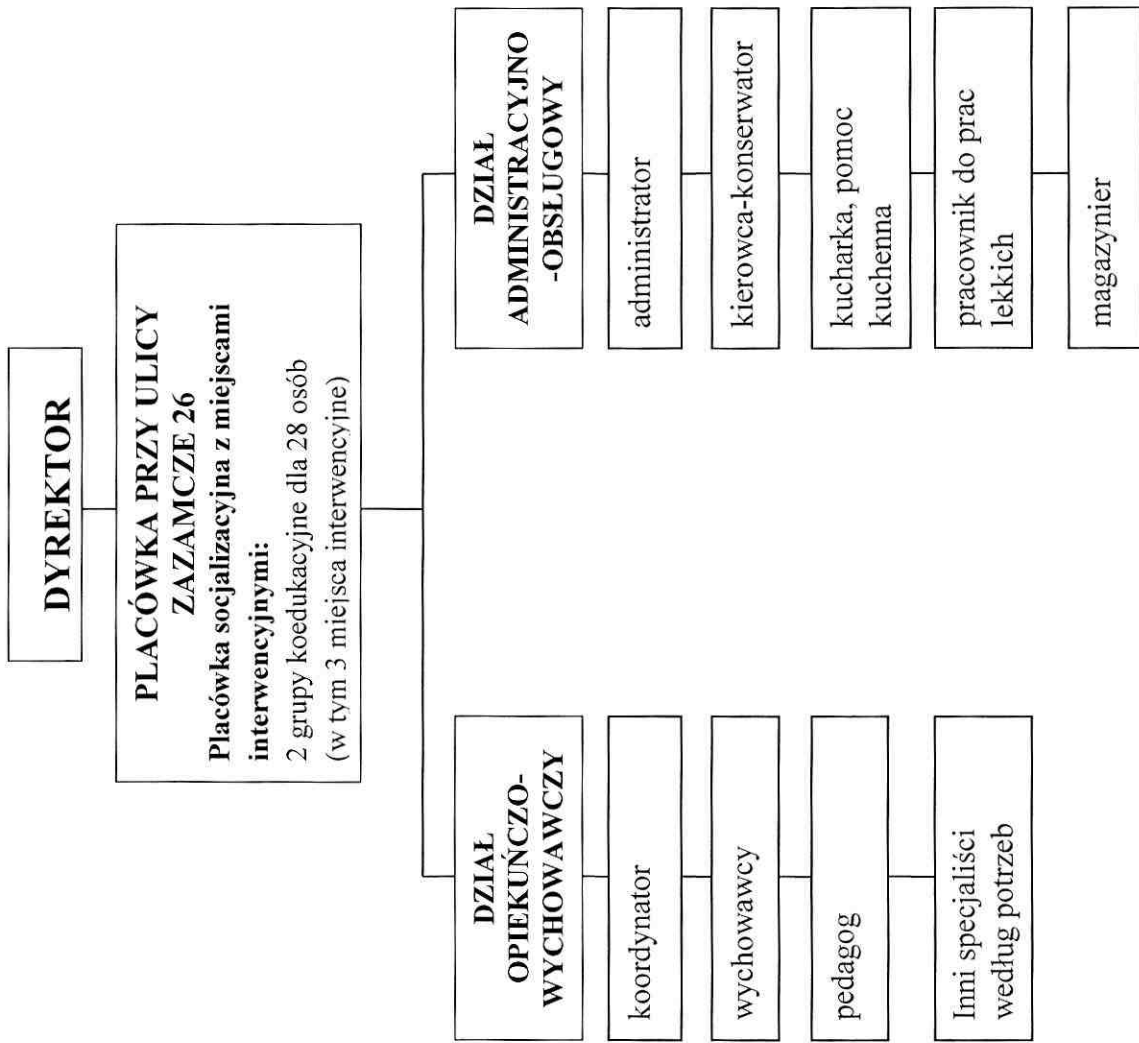 DYREKTOR
PLACÓWKA PRZY ULICY
ZAZAMCZE 26
Placówka socjalizacyjna z miejscami
interwencyjnymi:
2 grupy koedukacyjne dla 28 osób
(w tym 3 miejsca interwencyjne)
DZIAŁ
OPIEKUŃCZO-
WYCHOWAWCZY
koordynator
wychowawcy
pedagog
Inni specjaliści
według potrzeb
DZIAŁ
ADMINISTRACYJNO
-OBSŁUGOWY
administrator
kierowca-konserwator
kucharka, pomoc
kuchenna
pracownik do prac
lekkich
magazynier